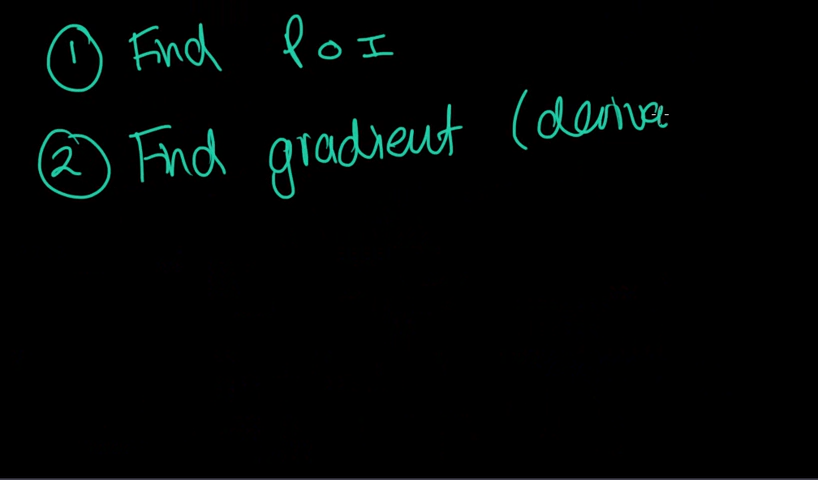 ① Find PoI
② Find gradient (deriva